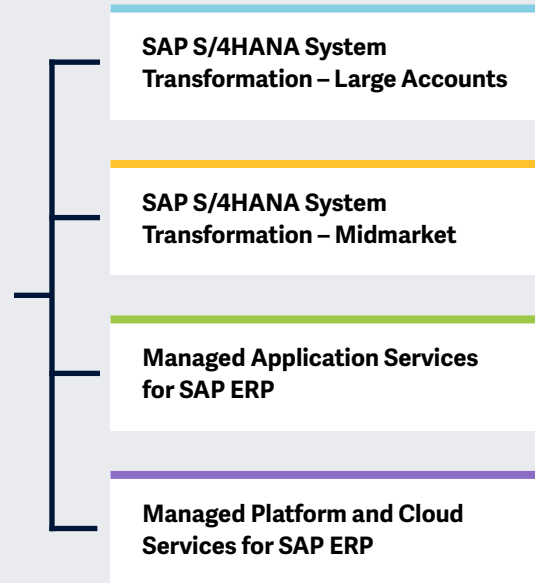 SAP S/4HANA System
Transformation – Large Accounts
SAP S/4HANA System
Transformation – Midmarket
Managed Application Services
for SAP ERP
Managed Platform and Cloud
Services for SAP ERP